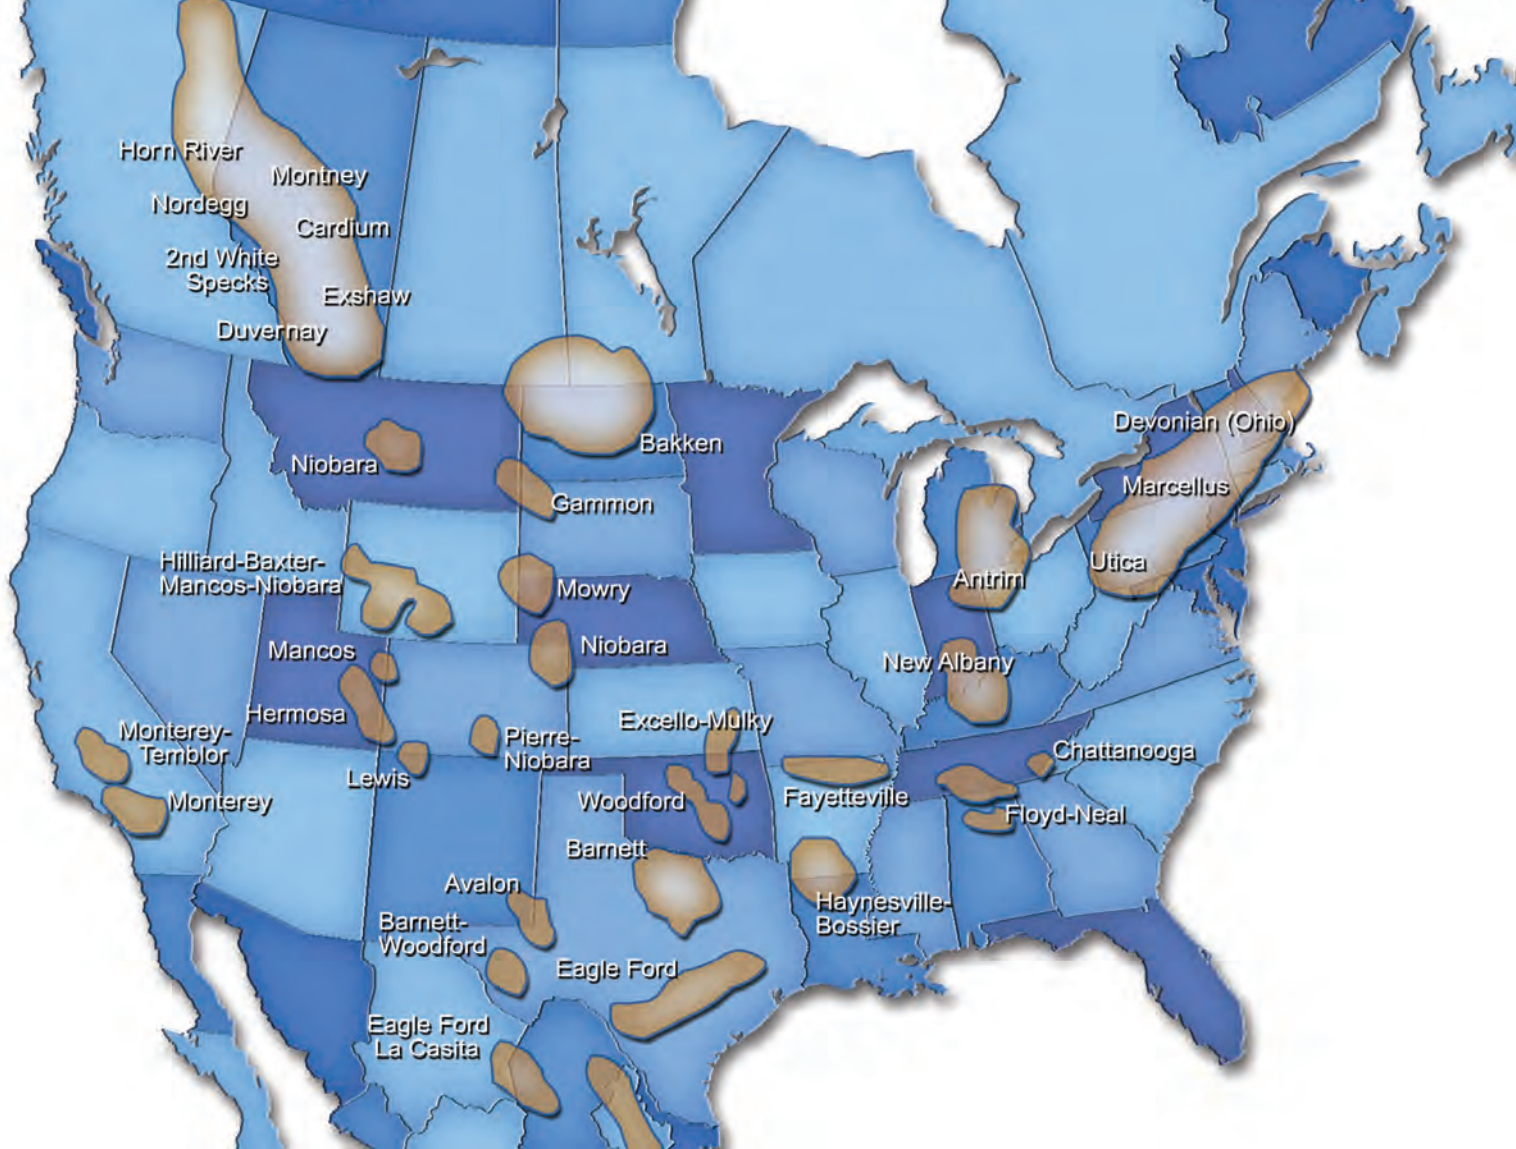 Horn River
Montney
Nordegg
Cardium
2nd White
Specks
Exshaw
Duvernay
Devonian (Ohio)
Bakken
Niobara
Marcellus
Gammon
Hilliard-Baxter-
Mancos-Niobara
Utica
Antrim
Mowry
Niobara
Mancos
New Albany
Hermosa
Excello-Mulky
Monterey-
Temblor
Pierre-
Niobara
Chattanooga
Lewis
Monterey
Woodford
Fayetteville
Floyd-Neal
Barnett
Avalon
Haynesville-
Bossier
Barnett-
Woodford
Eagle Ford
Eagle Ford
La Casita